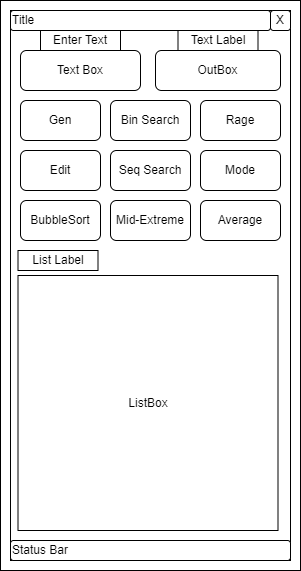 Title X
Enter Text Text Label
Text Box OutBox
Gen Bin Search Rage
Edit Seq Search Mode
BubbleSort Mid-Extreme Average
List Label
ListBox
Status Bar